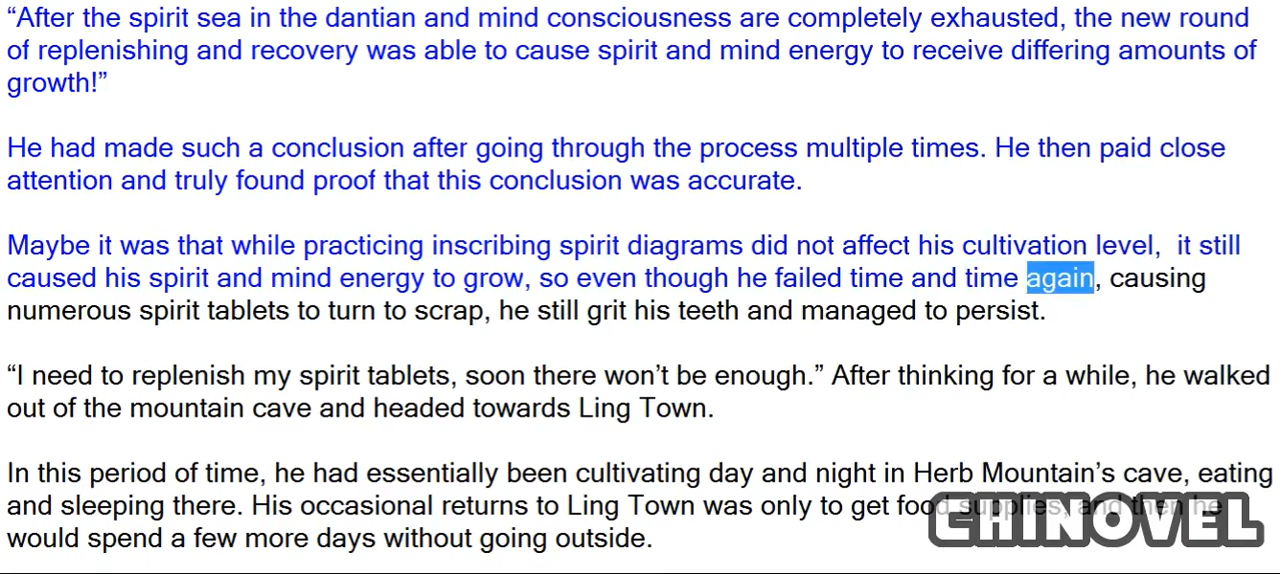 “After the spirit sea in the dantian and mind consciousness are completely exhausted, the new round
of replenishing and recovery was able to cause spirit and mind energy to receive differing amounts of
growth!”
He had made such a conclusion after going through the process multiple times. He then paid close
attention and truly found proof that this conclusion was accurate.
Maybe it was that while practicing inscribing spirit diagrams did not affect his cultivation level,  it still
caused his spirit and mind energy to grow, so even though he failed time and time again, causing
numerous spirit tablets to turn to scrap, he still grit his teeth and managed to persist.
“I need to replenish my spirit tablets, soon there won’t be enough.” After thinking for a while, he walked
out of the mountain cave and headed towards Ling Town.
In this period of time, he had essentially been cultivating day and night in Herb Mountain’s cave, eating
and sleeping there. His occasional returns to Ling Town was only to get food supplies, and then he
would spend a few more days without going outside.
CHINOVEL